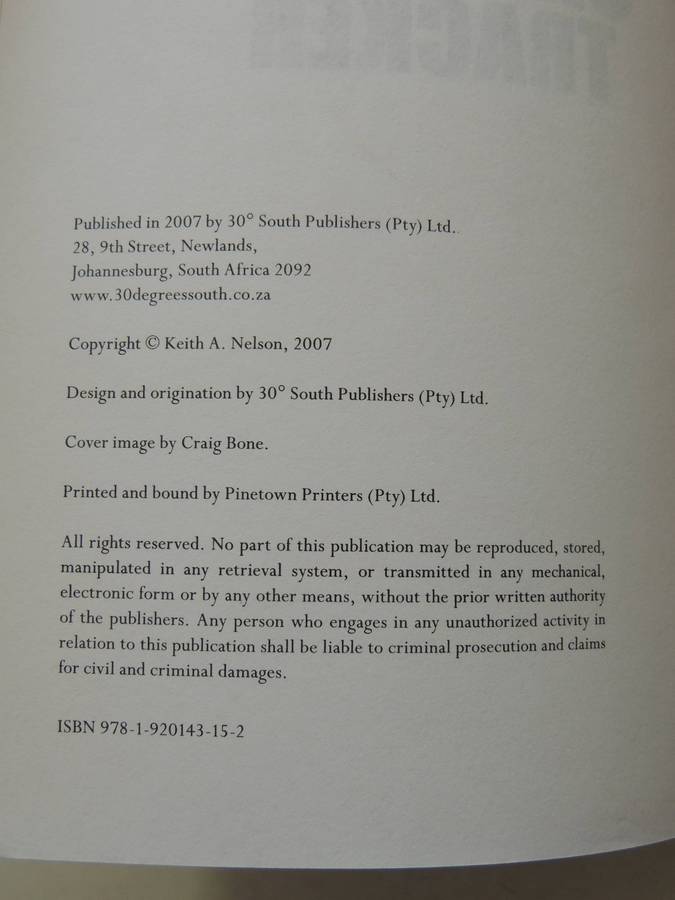 TRACKER
Published in 2007 by 30° South Publishers (Pty) Ltd.
28, 9th Street, Newlands,
Johannesburg, South Africa 2092
www.30degreessouth.co.za
Copyright © Keith A. Nelson, 2007
Design and origination by 30° South Publishers (Pty) Ltd.
Cover image by Craig Bone.
Printed and bound by Pinetown Printers (Pty) Ltd.
All rights reserved. No part of this publication may be reproduced, stored,
manipulated in any retrieval system, or transmitted in any mechanical,
electronic form or by any other means, without the prior written authority
of the publishers. Any person who engages in any unauthorized activity in
relation to this publication shall be liable to criminal prosecution and claims
for civil and criminal damages.
ISBN 978-1-920143-15-2